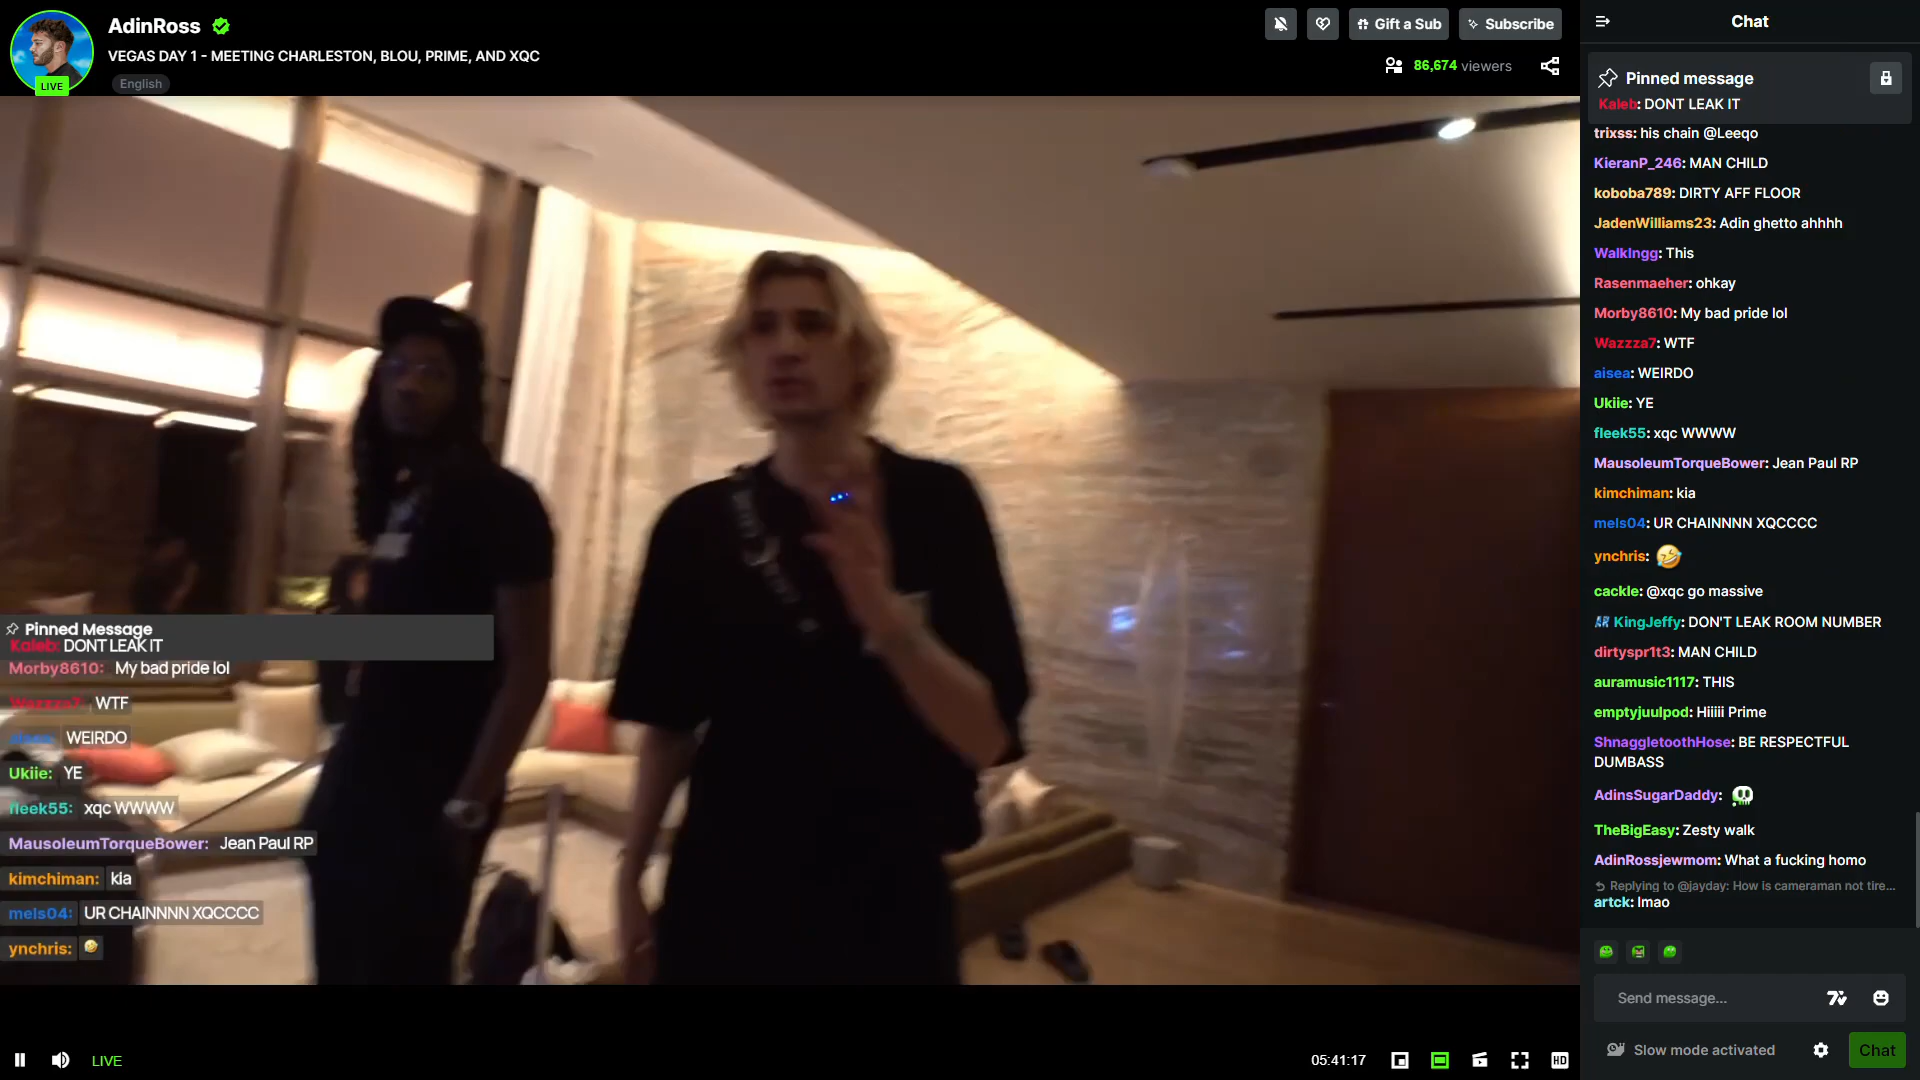 AdinRoss
VEGAS DAY 1 - MEETING CHARLESTON, BLOU, PRIME, AND XQC
LIVE
English
Gift a Sub
Subscribe
86,674 viewers
Pinned Message
Kaleb: DONT LEAK IT
Morby8610: My bad pride lol
Wazzza7: WTF
aisea: WEIRDO
Ukiie: YE
fleek55: xqc WWWW
MausoleumTorqueBower: Jean Paul RP
kimchiman: kia
mels04: UR CHAINNNN XQCCCC
ynchris: 🤣
LIVE
05:41:17
HD
Chat
Pinned message
Kaleb: DONT LEAK IT
trixss: his chain @Leeqo
KieranP_246: MAN CHILD
koboba789: DIRTY AFF FLOOR
JadenWilliams23: Adin ghetto ahhhh
WalkIngg: This
Rasenmaeher: ohkay
Morby8610: My bad pride lol
Wazzza7: WTF
aisea: WEIRDO
Ukiie: YE
fleek55: xqc WWWW
MausoleumTorqueBower: Jean Paul RP
kimchiman: kia
mels04: UR CHAINNNN XQCCCC
ynchris: 🤣
cackle: @xqc go massive
KingJeffy: DON'T LEAK ROOM NUMBER
dirtyspr1t3: MAN CHILD
auramusic1117: THIS
emptyjuulpod: Hiiiii Prime
ShnaggletoothHose: BE RESPECTFUL
DUMBASS
AdinsSugarDaddy:
TheBigEasy: Zesty walk
AdinRossjewmom: What a fucking homo
Replying to @jayday: How is cameraman not tire...
artck: lmao
Send message...
Slow mode activated
Chat